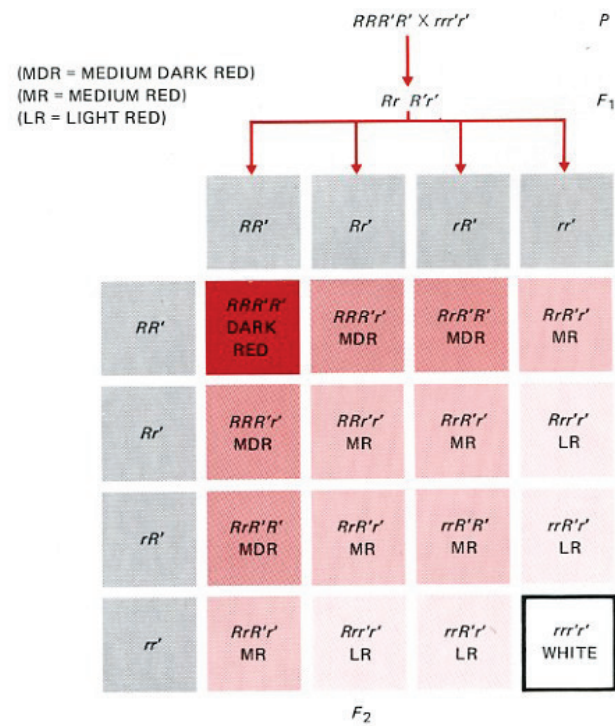 RRR'R' X rrr'r' P
(MDR = MEDIUM DARK RED)
(MR = MEDIUM RED)
(LR = LIGHT RED)
Rr R'r' F1
RR' Rr' rR' rr'
RR'
RRR'R'
DARK
RED
RRR'r'
MDR
RrR'R'
MDR
RrR'r'
MR
Rr'
RRR'r'
MDR
RRr'r'
MR
RrR'r'
MR
Rrr'r'
LR
rR'
RrR'R'
MDR
RrR'r'
MR
rrR'R'
MR
rrR'r'
LR
rr'
RrR'r'
MR
Rrr'r'
LR
rrR'r'
LR
rrr'r'
WHITE
F2